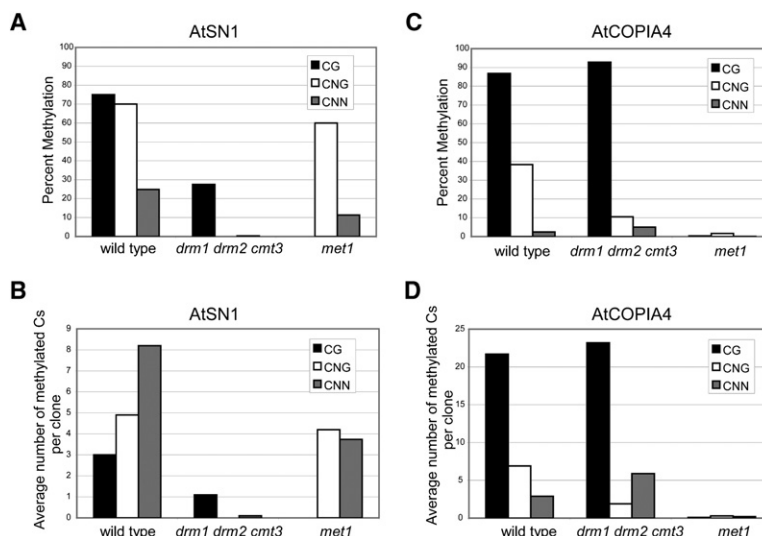 A
AtSN1
Percent Methylation
100
90
80
70
60
50
40
30
20
10
0
CG
CNG
CNN
wild type
drm1 drm2 cmt3
met1
B
AtSN1
Average number of methylated Cs
per clone
9
8
7
6
5
4
3
2
1
0
CG
CNG
CNN
wild type
drm1 drm2 cmt3
met1
C
AtCOPIA4
Percent Methylation
100
90
80
70
60
50
40
30
20
10
0
CG
CNG
CNN
wild type
drm1 drm2 cmt3
met1
D
AtCOPIA4
Average number of methylated Cs
per clone
25
20
15
10
5
0
CG
CNG
CNN
wild type
drm1 drm2 cmt3
met1